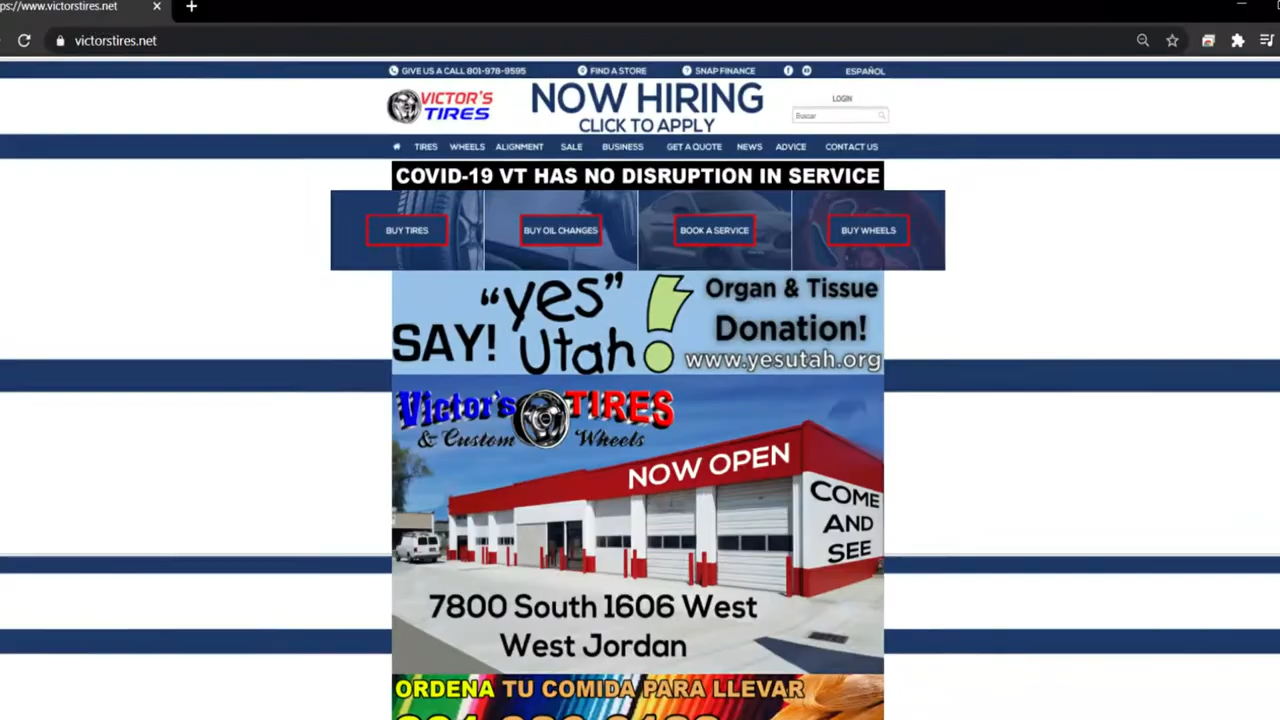 ps://www.victorstires.net
victorstires.net
GIVE US A CALL 801-978-9595 FIND A STORE SNAP FINANCE ESPAÑOL
VICTOR'S
TIRES
NOW HIRING
CLICK TO APPLY
LOGIN
Buscar
TIRES WHEELS ALIGNMENT SALE BUSINESS GET A QUOTE NEWS ADVICE CONTACT US
COVID-19 VT HAS NO DISRUPTION IN SERVICE
BUY TIRES BUY OIL CHANGES BOOK A SERVICE BUY WHEELS
SAY! "yes" Utah!
Organ & Tissue
Donation!
www.yesutah.org
Victor's TIRES
& Custom Wheels
NOW OPEN
COME
AND
SEE
7800 South 1606 West
West Jordan
ORDENA TU COMIDA PARA LLEVAR